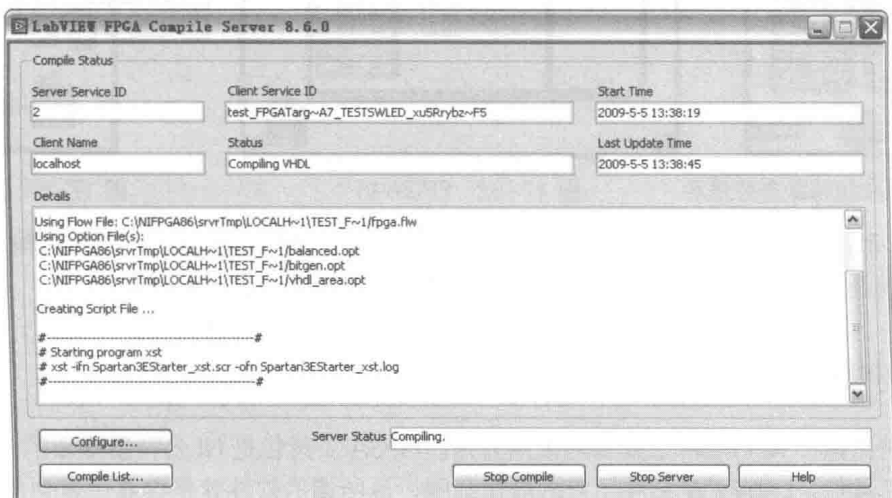 LabVIEW FPGA Compile Server 8.6.0
Compile Status
Server Service ID
Client Service ID
Start Time
2
test_FPGATarg~A7_TESTSWLED_xu5Rrybz~F5
2009-5-5 13:38:19
Client Name
Status
Last Update Time
localhost
Compiling VHDL
2009-5-5 13:38:45
Details
Using Flow File: C:\NIFPGA86\srvrTmp\LOCALH~1\TEST_F~1/fpga.flw
Using Option File(s):
C:\NIFPGA86\srvrTmp\LOCALH~1\TEST_F~1/balanced.opt
C:\NIFPGA86\srvrTmp\LOCALH~1\TEST_F~1/bitgen.opt
C:\NIFPGA86\srvrTmp\LOCALH~1\TEST_F~1/vhdl_area.opt
Creating Script File ...
#----------------------------------------------#
# Starting program xst
# xst -ifn Spartan3EStarter_xst.scr -ofn Spartan3EStarter_xst.log
#----------------------------------------------#
Configure...
Server Status
Compiling.
Compile List...
Stop Compile
Stop Server
Help